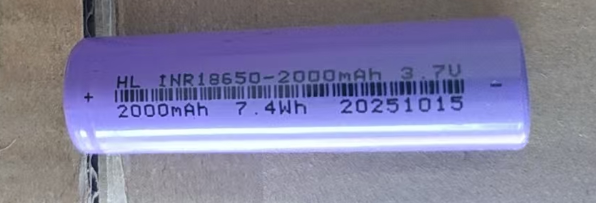 HL INR18650-2000mAh 3.7V
+ -
2000mAh 7.4Wh 20251015